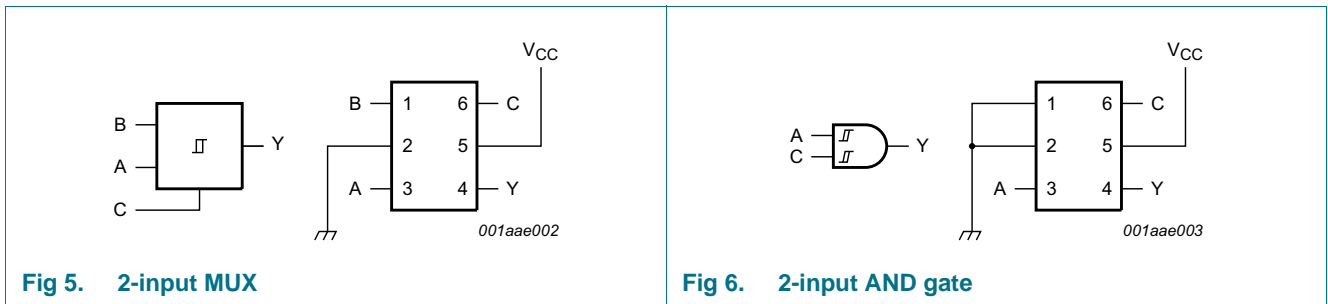 VCC
B
A
C
Y
B 1 6 C
2 5
A 3 4 Y
001aae002
Fig 5. 2-input MUX
VCC
A
C
Y
1 6 C
2 5
A 3 4 Y
001aae003
Fig 6. 2-input AND gate